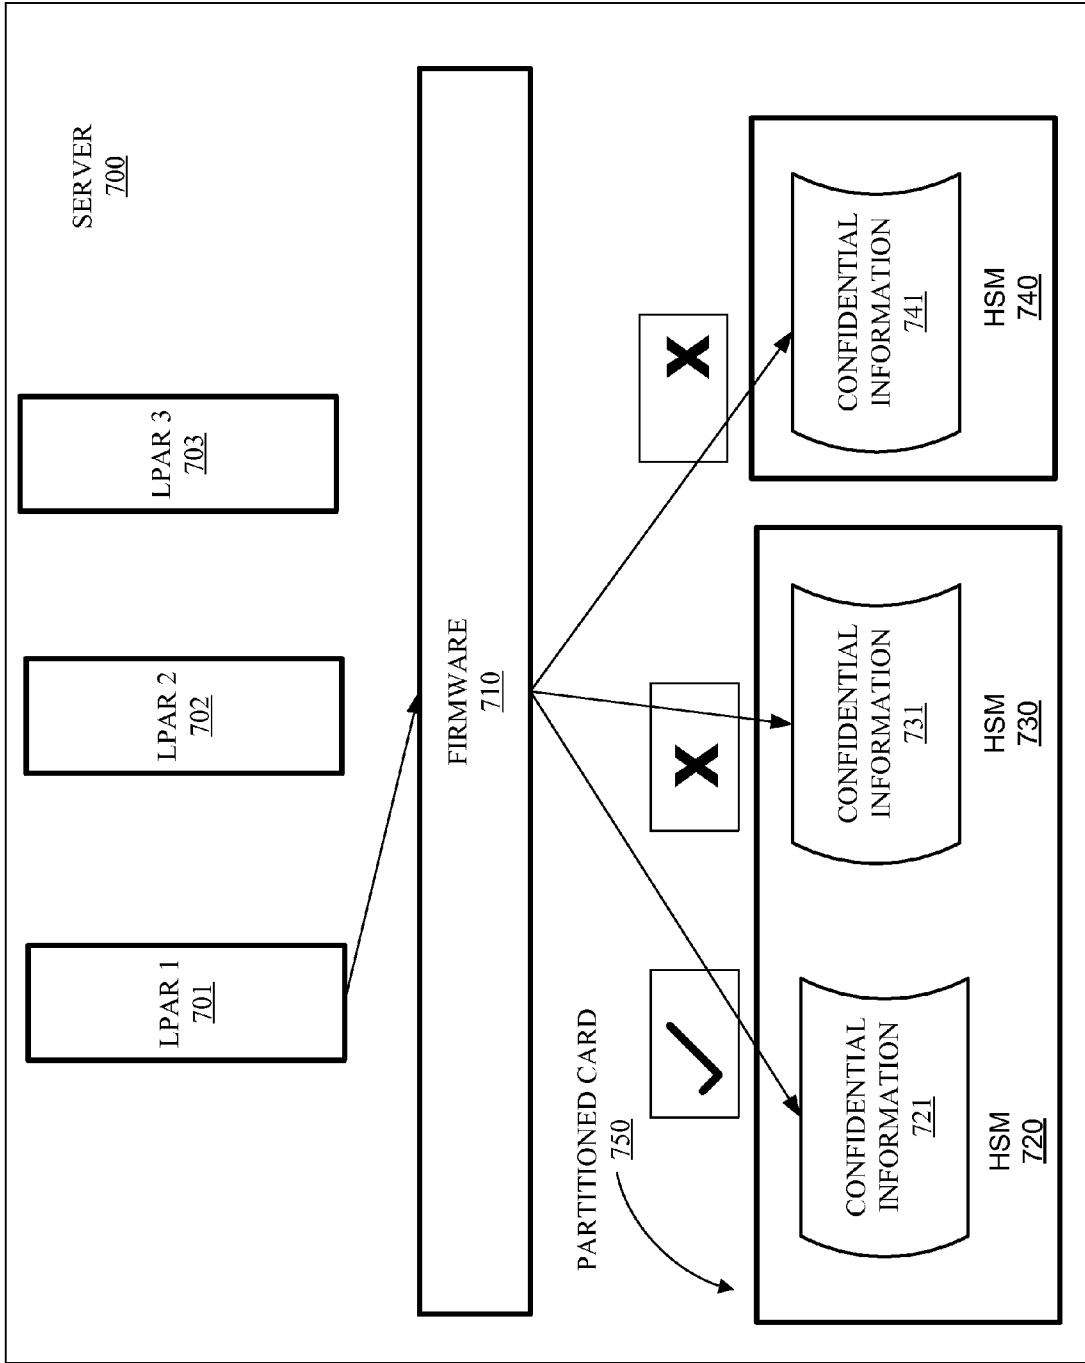 SERVER
700
LPAR 1
701
LPAR 2
702
LPAR 3
703
FIRMWARE
710
PARTITIONED CARD
750
X
X
CONFIDENTIAL
INFORMATION
721
HSM
720
CONFIDENTIAL
INFORMATION
731
HSM
730
CONFIDENTIAL
INFORMATION
741
HSM
740